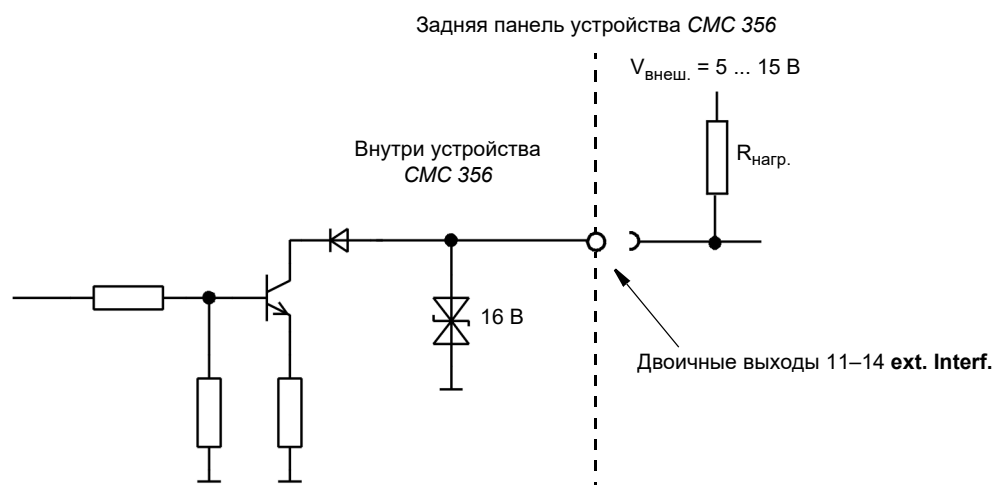 Задняя панель устройства CMC 356
Vвнеш. = 5 ... 15 В
Внутри устройства
CMC 356
Rнагр.
16 В
Двоичные выходы 11–14 ext. Interf.